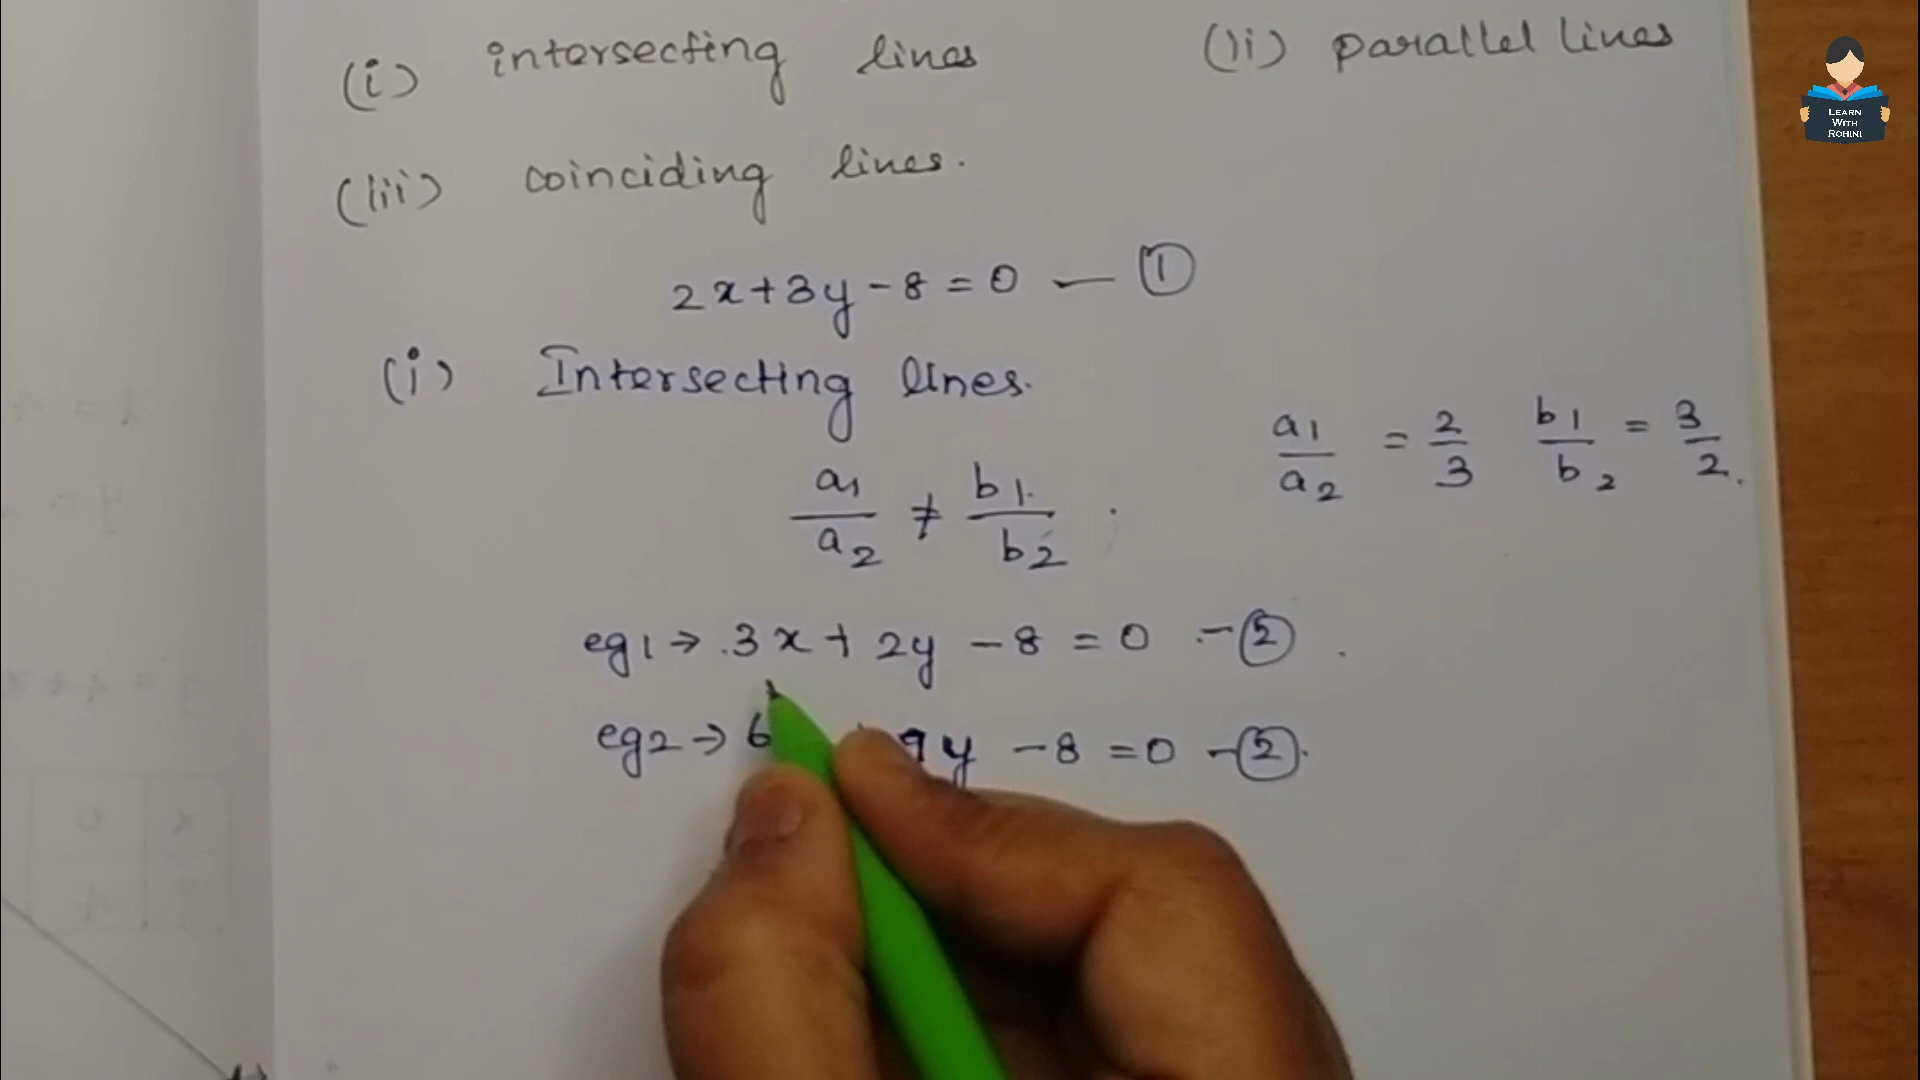 (i) intersecting lines (ii) parallel lines
(iii) coinciding lines.
2x+3y-8=0 — ①
(i) Intersecting lines.
a1/a2 = 2/3 b1/b2 = 3/2.
a1/a2 ≠ b1/b2
eg1→ 3x+2y-8=0 -②
eg2→ 6 9y -8=0 -②.
LEARN
WITH
ROHINI